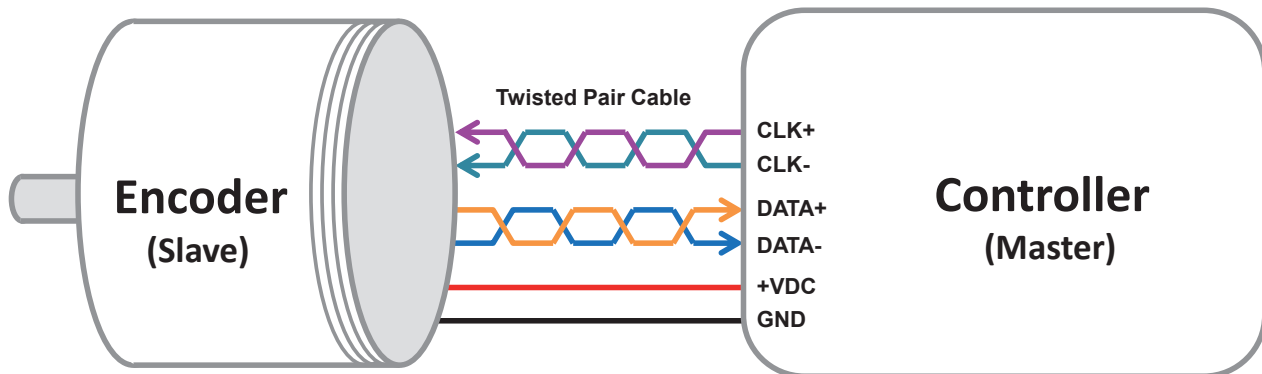 Twisted Pair Cable
CLK+
CLK-
DATA+
DATA-
+VDC
GND
Encoder
(Slave)
Controller
(Master)